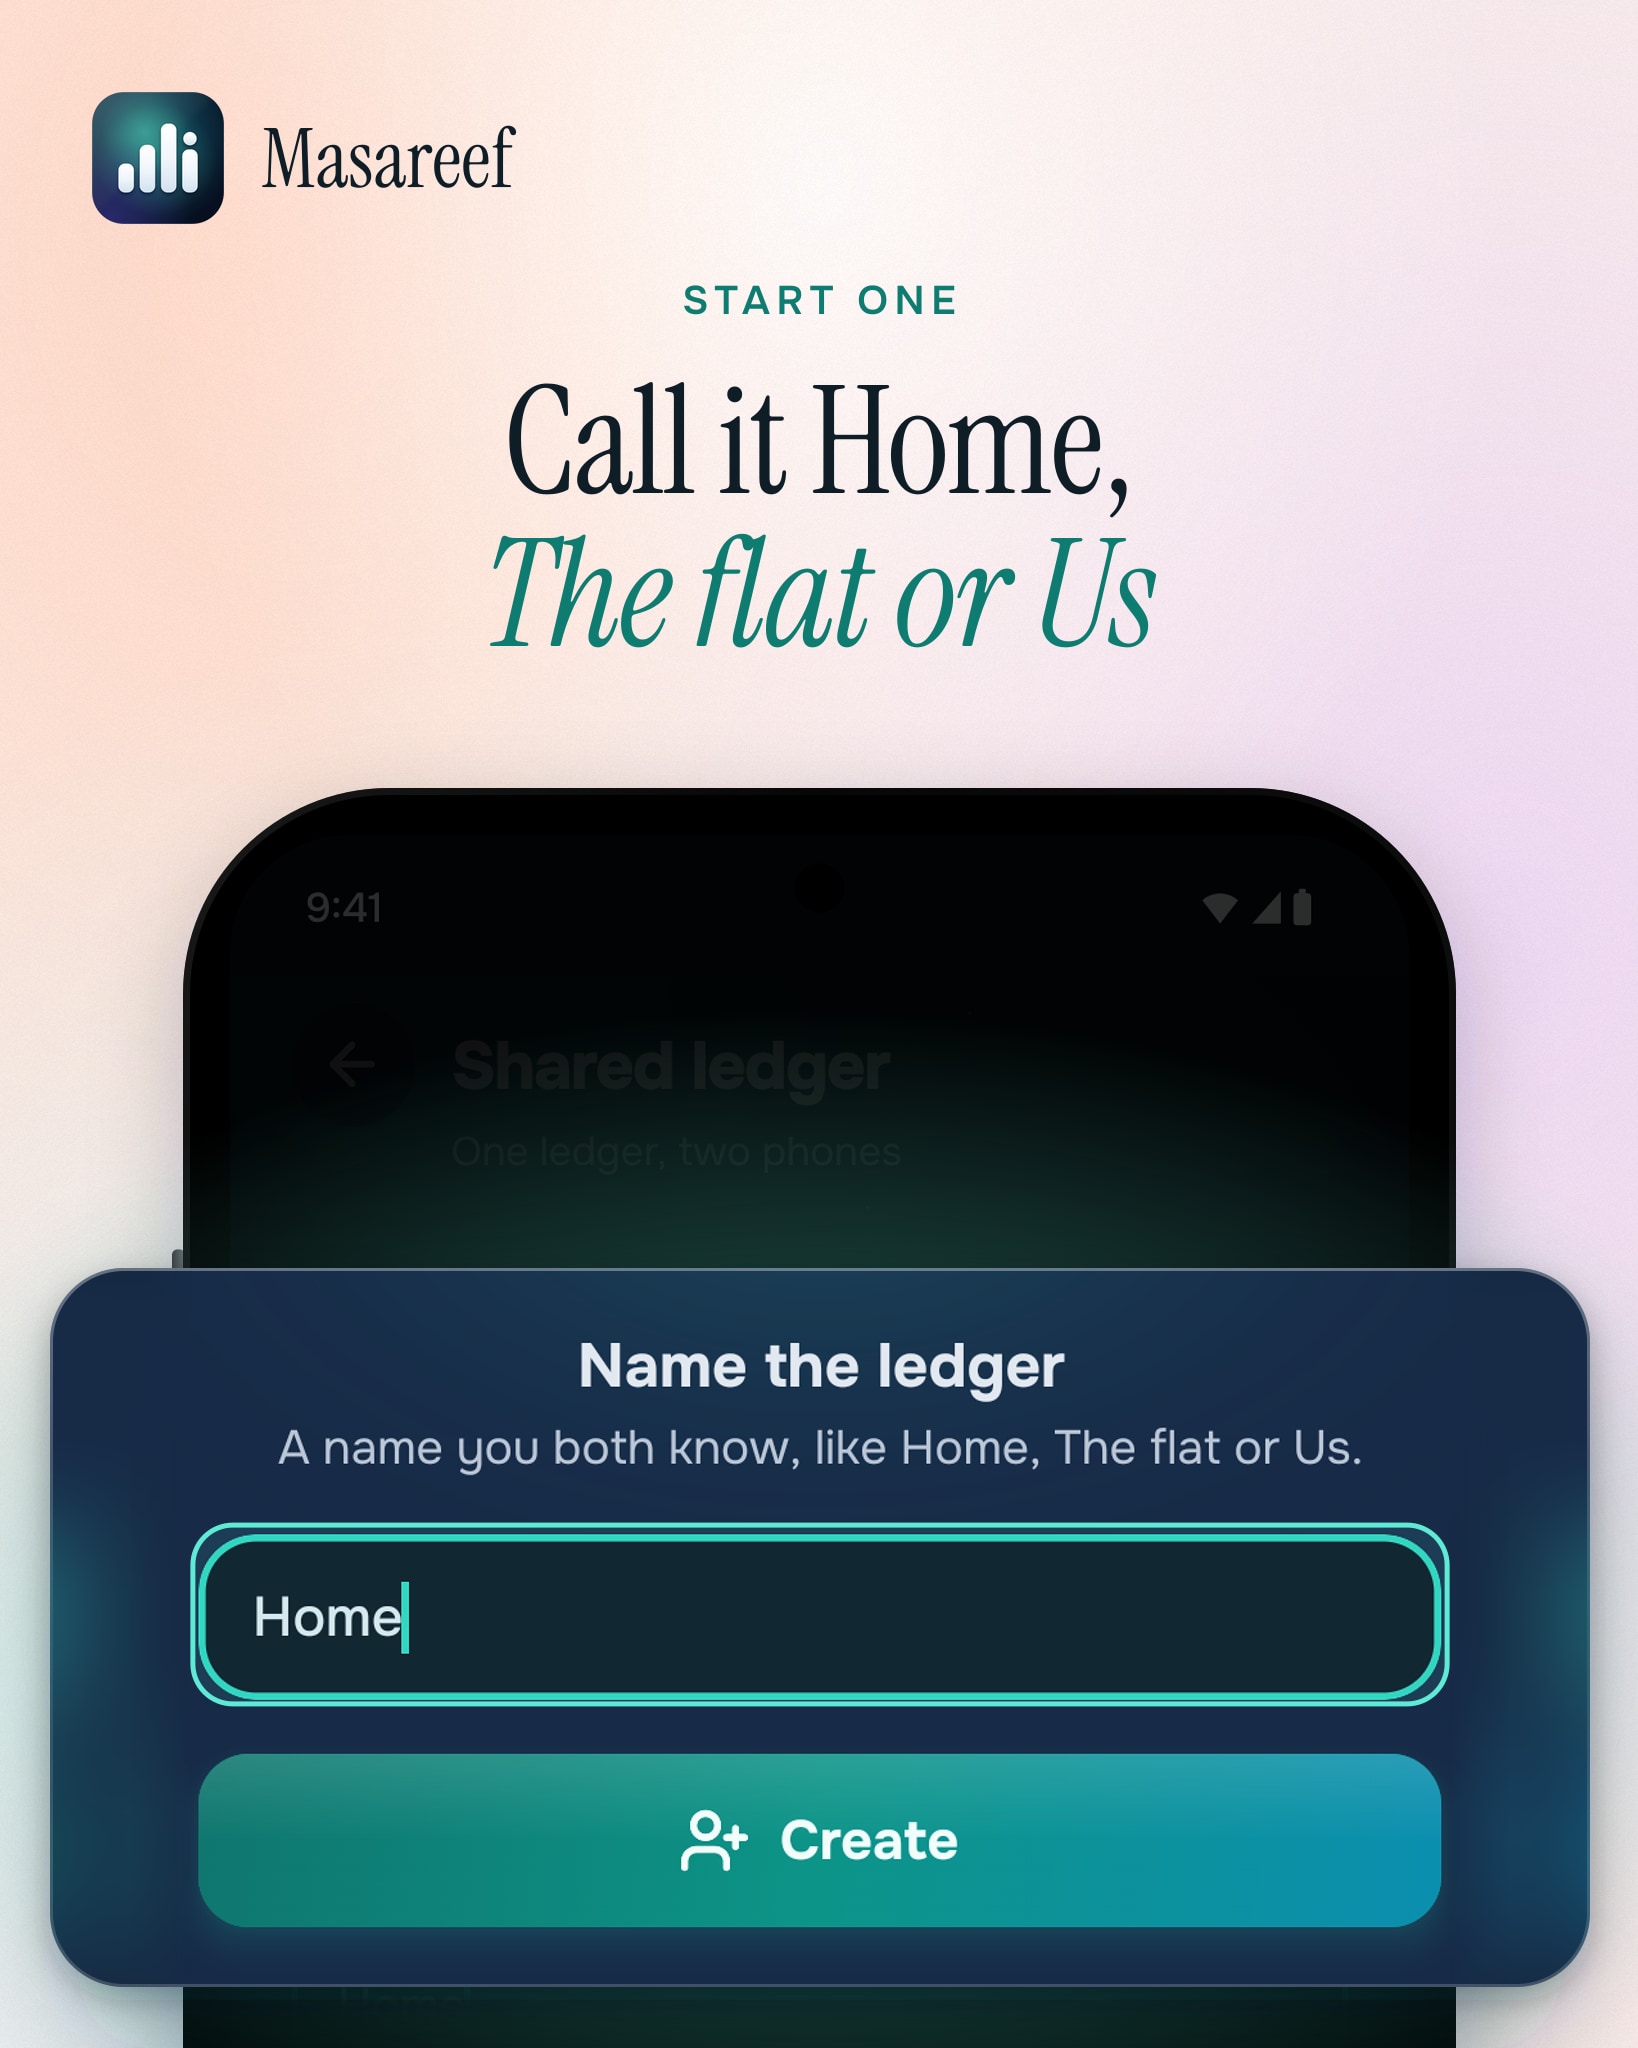 Masareef
START ONE
Call it Home,
The flat or Us
9:41
Shared ledger
One ledger, two phones
Name the ledger
A name you both know, like Home, The flat or Us.
Home
Create